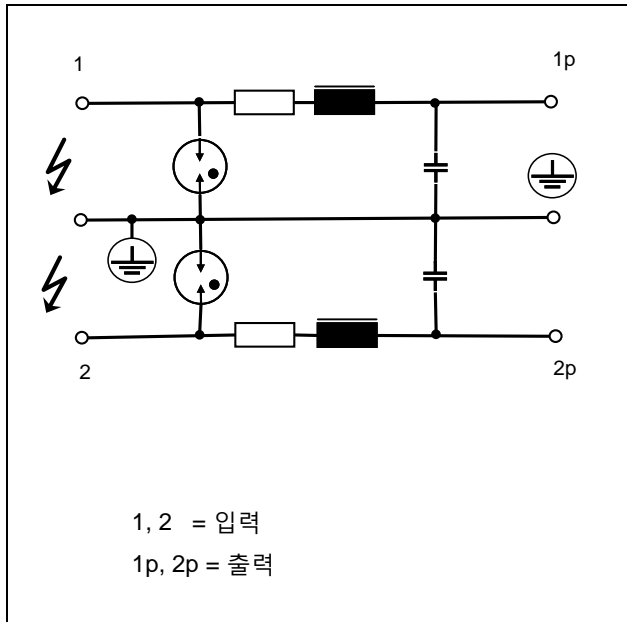 1
1p
2
2p
1, 2 = 입력
1p, 2p = 출력